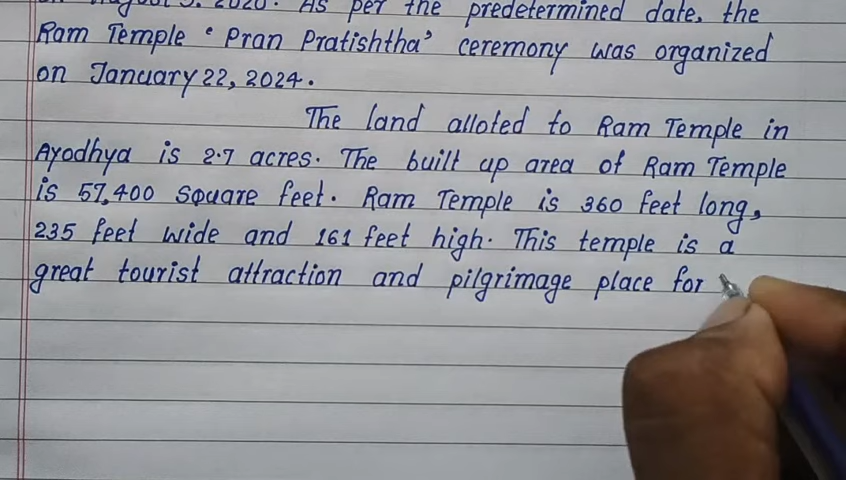 August 5, 2020. As per the predetermined date, the
Ram Temple ‘Pran Pratishtha’ ceremony was organized
on January 22, 2024.
The land alloted to Ram Temple in
Ayodhya is 2.7 acres. The built up area of Ram Temple
is 57,400 square feet. Ram Temple is 360 feet long,
235 feet wide and 161 feet high. This temple is a
great tourist attraction and pilgrimage place for